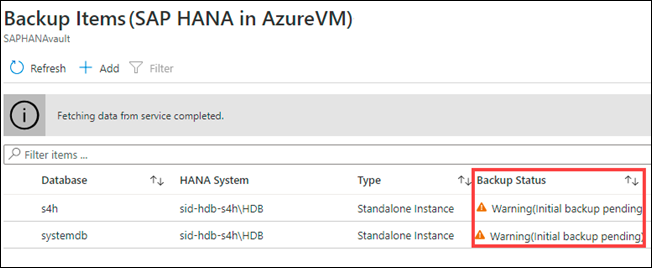 Backup Items (SAP HANA in AzureVM)
SAPHANAvault
Refresh Add Filter
Fetching data from service completed.
Filter items ...
Database HANA System Type Backup Status
s4h sid-hdb-s4h\HDB Standalone Instance Warning(Initial backup pending
systemdb sid-hdb-s4h\HDB Standalone Instance Warning(Initial backup pending)